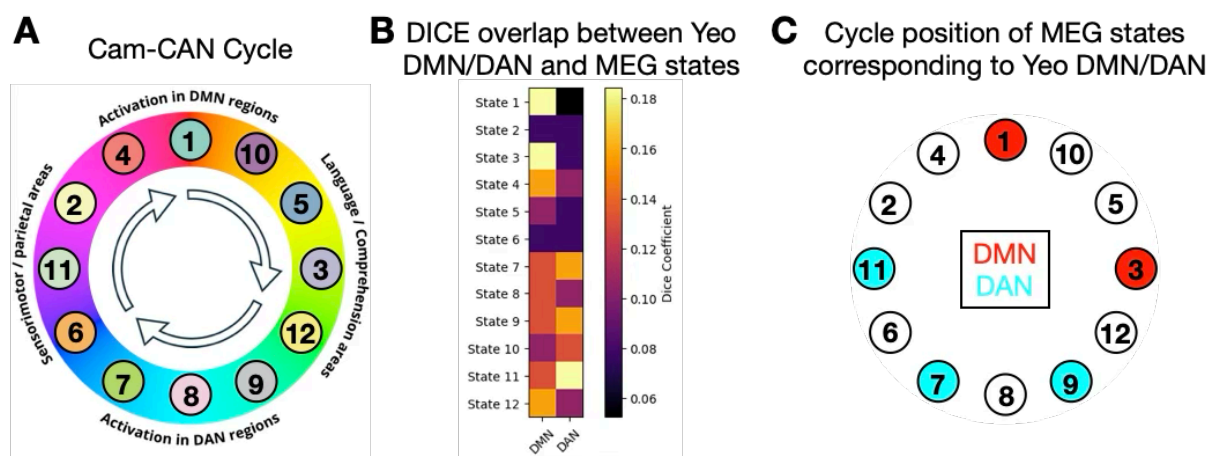 A
Cam-CAN Cycle
Activation in DMN regions
Language / Comprehension areas
Activation in DAN regions
Sensorimotor / parietal areas
1
10
5
3
12
9
8
7
6
11
2
4
B
DICE overlap between Yeo
DMN/DAN and MEG states
State 1
State 2
State 3
State 4
State 5
State 6
State 7
State 8
State 9
State 10
State 11
State 12
DMN
DAN
0.18
0.16
0.14
0.12
0.10
0.08
0.06
Dice Coefficient
C
Cycle position of MEG states
corresponding to Yeo DMN/DAN
1
10
5
3
12
9
8
7
6
11
2
4
DMN
DAN